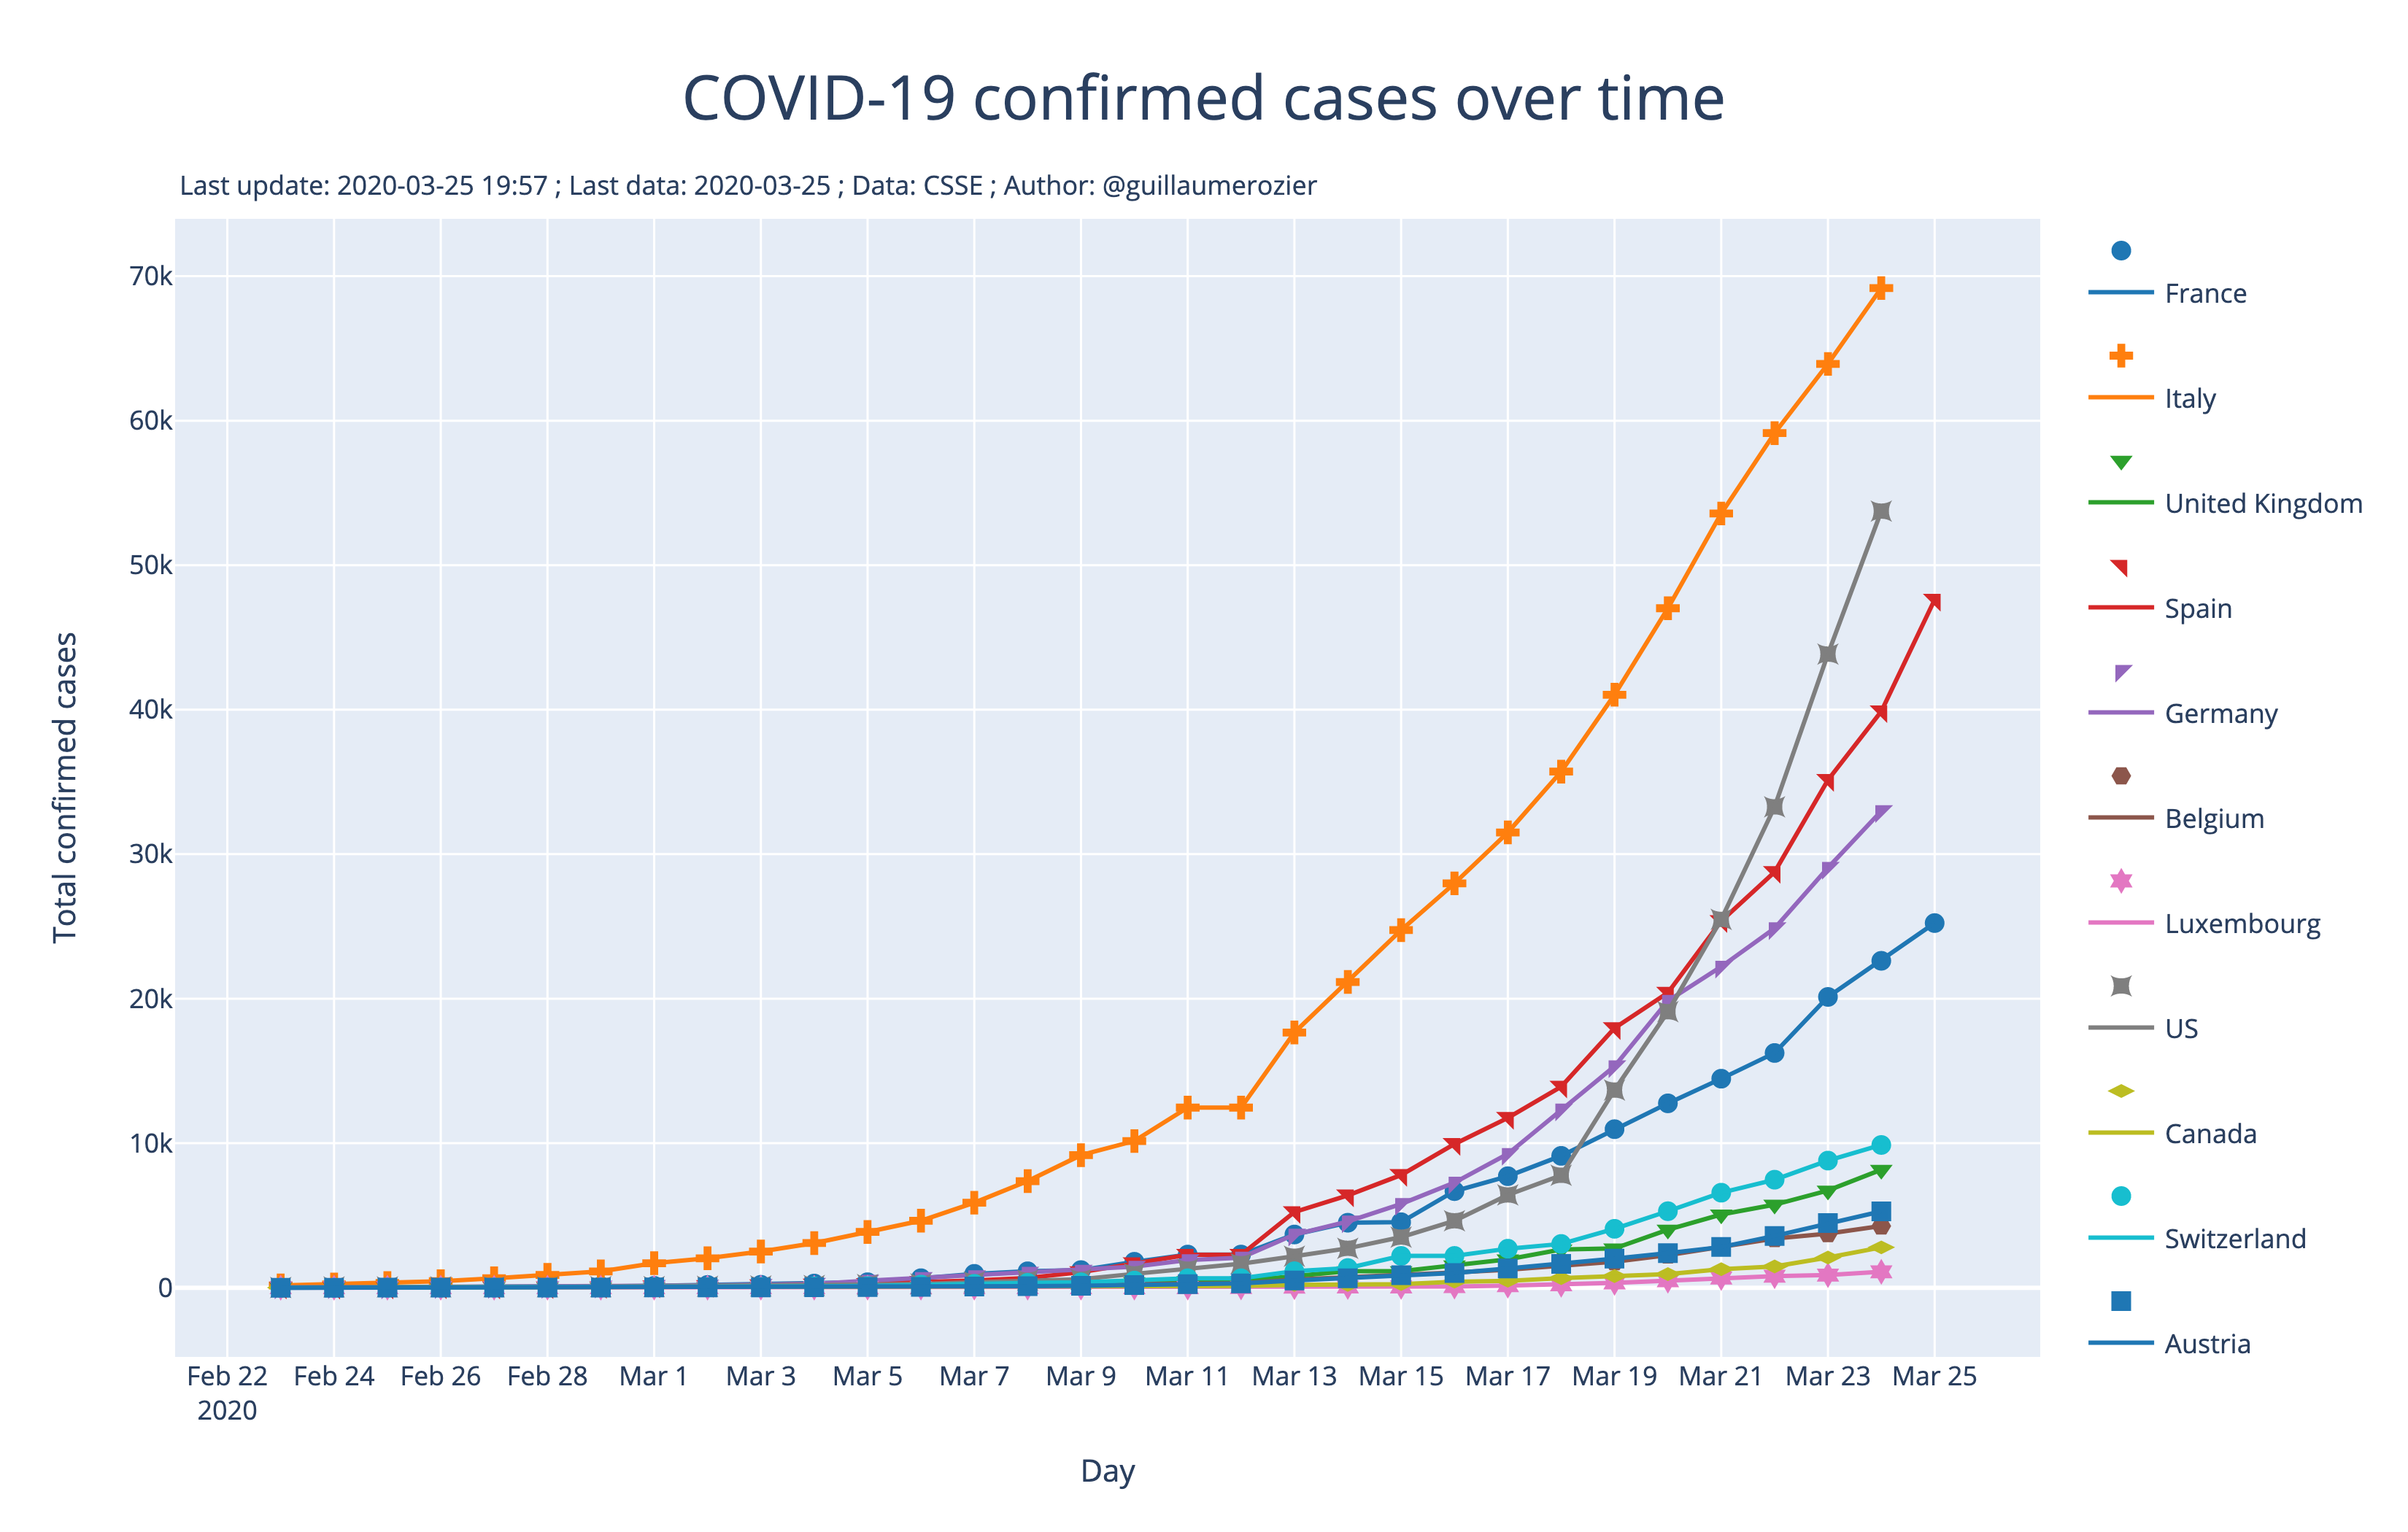 COVID-19 confirmed cases over time
Last update: 2020-03-25 19:57 ; Last data: 2020-03-25 ; Data: CSSE ; Author: @guillaumerozier
Total confirmed cases
70k
60k
50k
40k
30k
20k
10k
0
Feb 22 Feb 24 Feb 26 Feb 28 Mar 1 Mar 3 Mar 5 Mar 7 Mar 9 Mar 11 Mar 13 Mar 15 Mar 17 Mar 19 Mar 21 Mar 23 Mar 25
2020
Day
France
Italy
United Kingdom
Spain
Germany
Belgium
Luxembourg
US
Canada
Switzerland
Austria